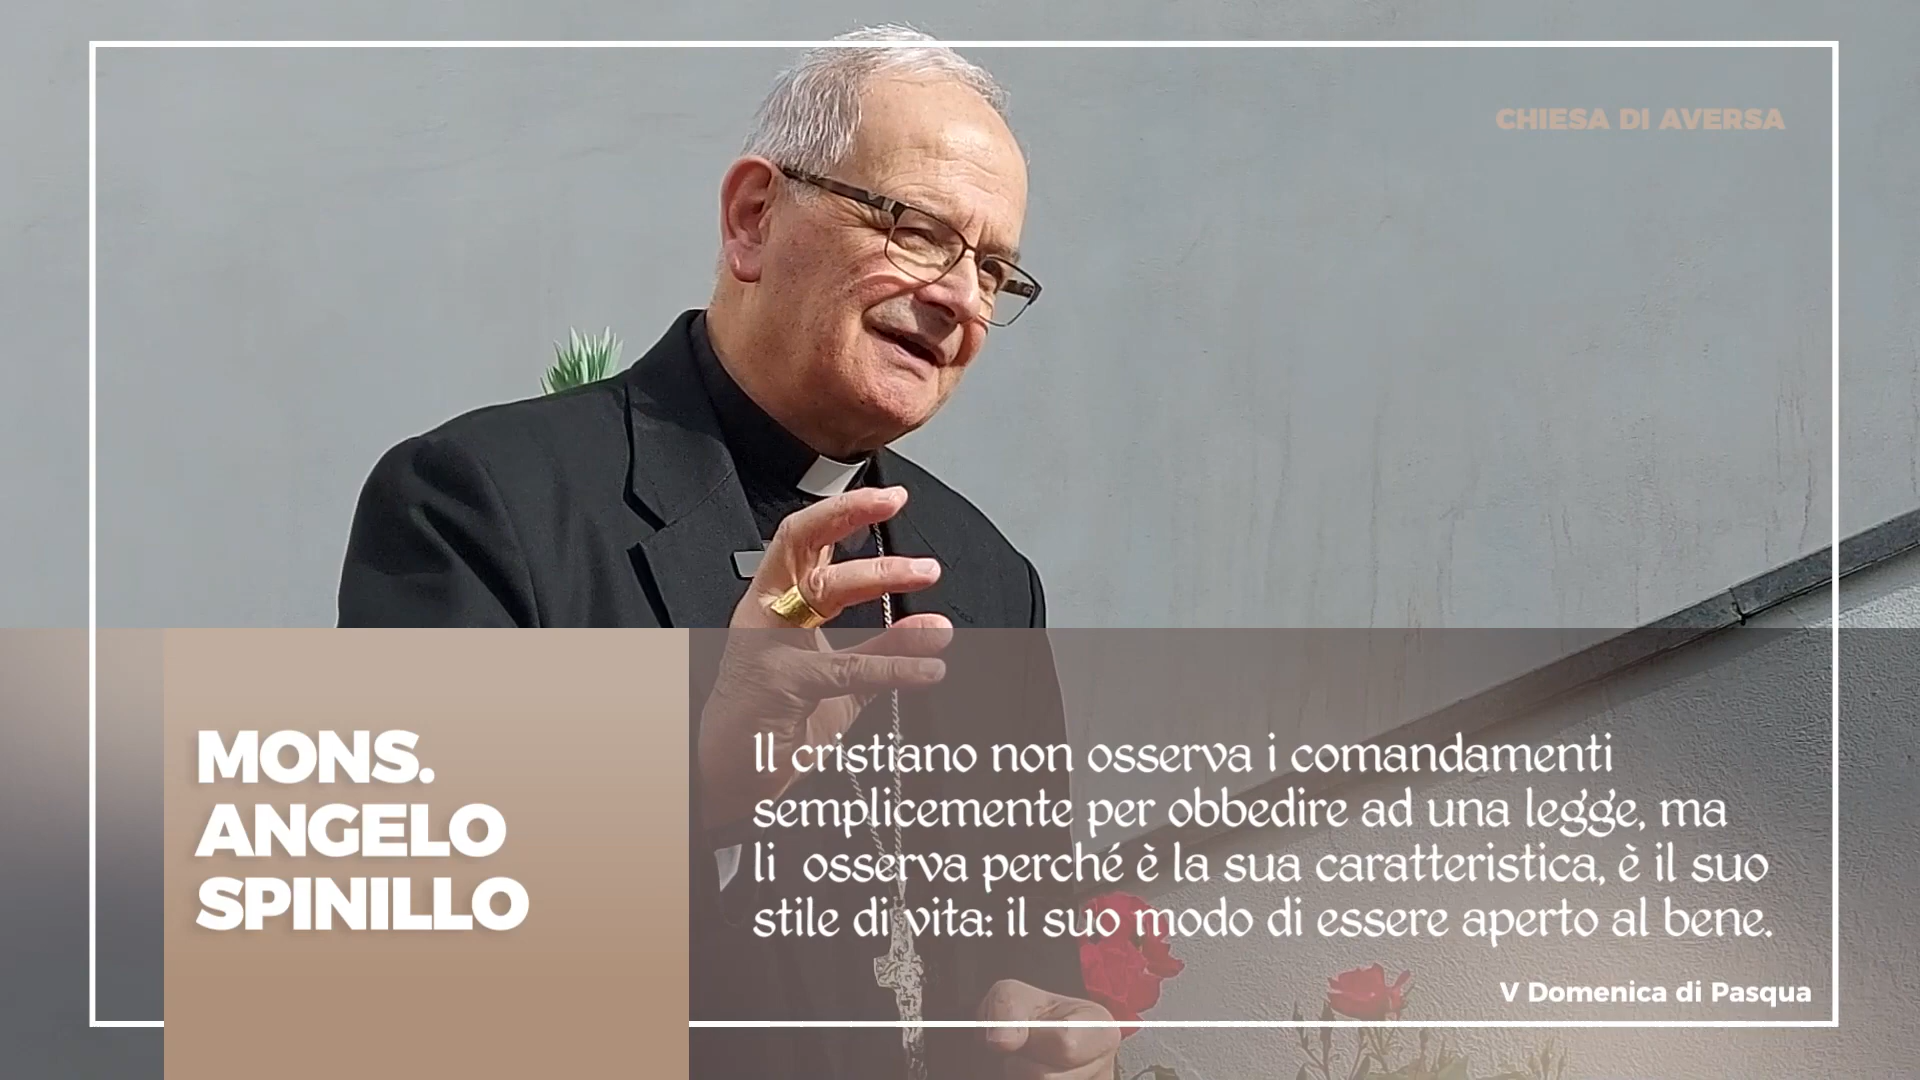 CHIESA DI AVERSA
MONS.
ANGELO
SPINILLO
Il cristiano non osserva i comandamenti
semplicemente per obbedire ad una legge, ma
li  osserva perché è la sua caratteristica, è il suo
stile di vita: il suo modo di essere aperto al bene.
V Domenica di Pasqua